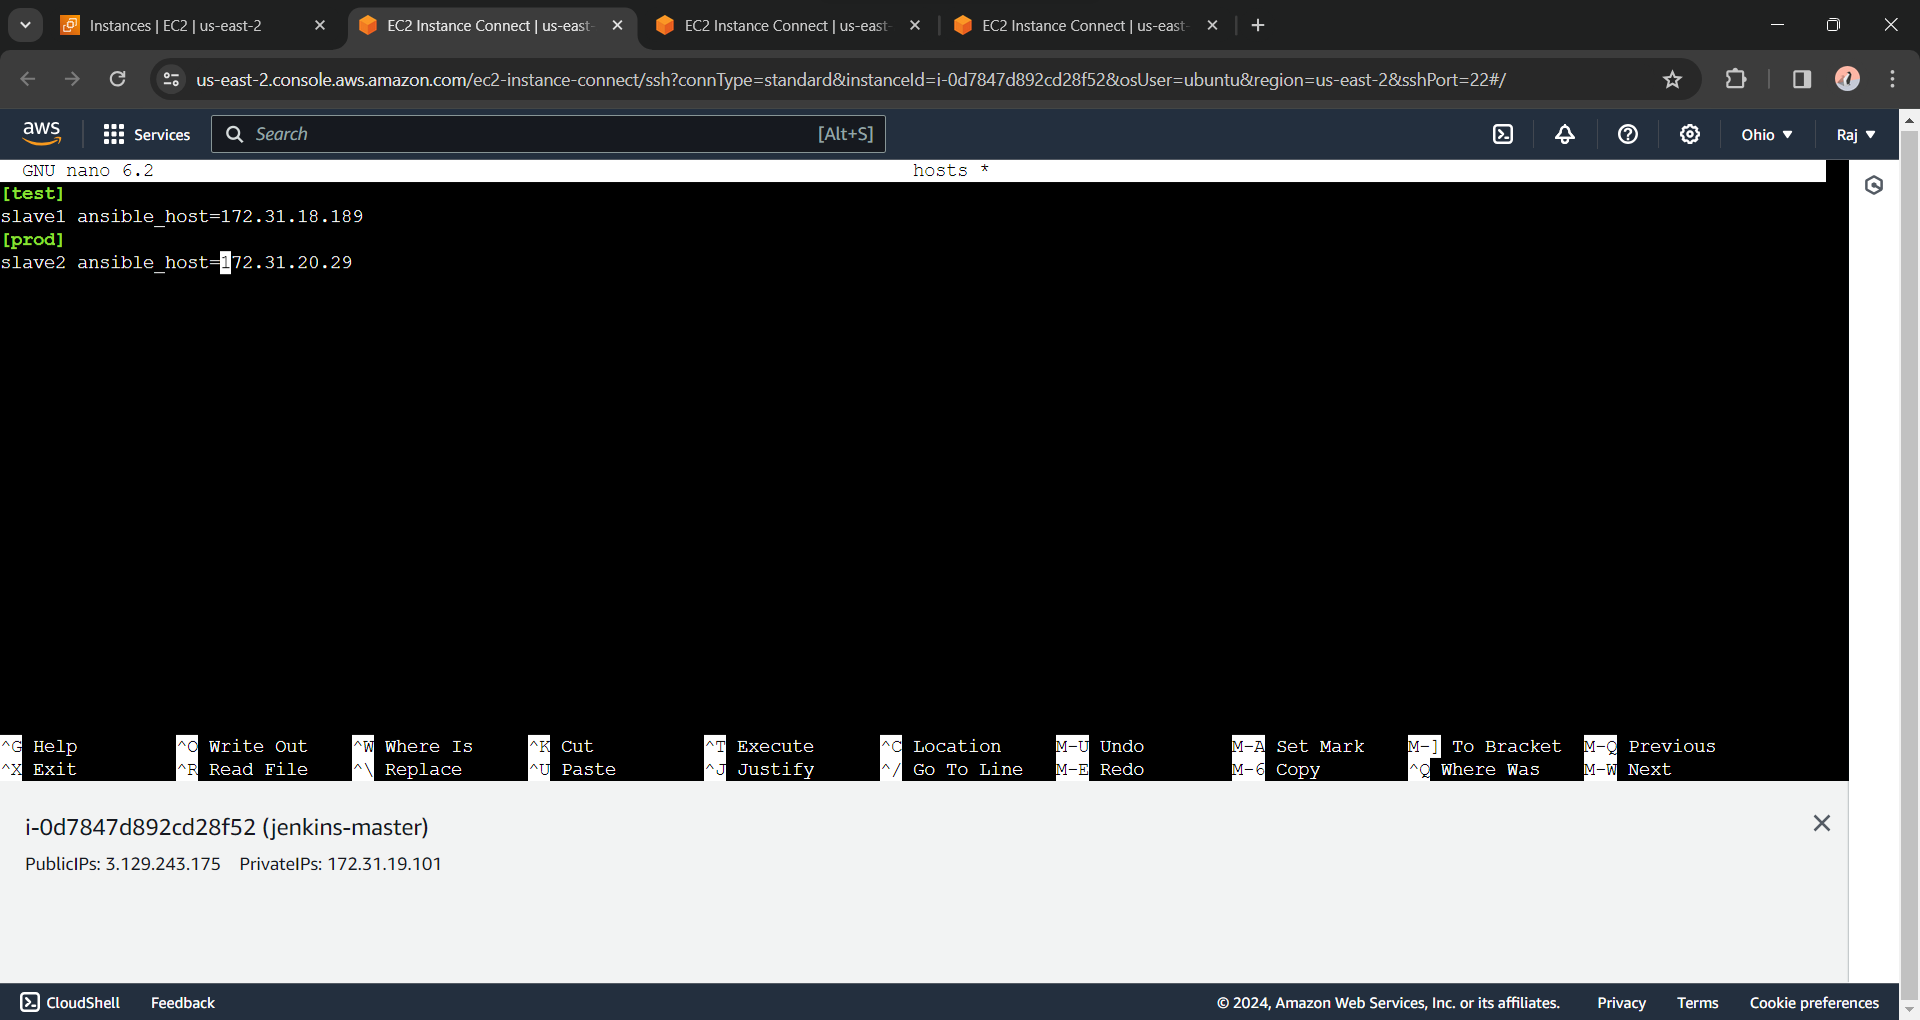 Instances | EC2 | us-east-2
EC2 Instance Connect | us-east-
EC2 Instance Connect | us-east-
EC2 Instance Connect | us-east-
us-east-2.console.aws.amazon.com/ec2-instance-connect/ssh?connType=standard&instanceId=i-0d7847d892cd28f52&osUser=ubuntu&region=us-east-2&sshPort=22#/
aws Services Search [Alt+S] Ohio Raj
GNU nano 6.2 hosts *
[test]
slave1 ansible_host=172.31.18.189
[prod]
slave2 ansible_host=172.31.20.29
^G Help ^O Write Out ^W Where Is ^K Cut ^T Execute ^C Location M-U Undo M-A Set Mark M-] To Bracket M-Q Previous
^X Exit ^R Read File ^\ Replace ^U Paste ^J Justify ^/ Go To Line M-E Redo M-6 Copy ^Q Where Was M-W Next
i-0d7847d892cd28f52 (jenkins-master)
PublicIPs: 3.129.243.175 PrivateIPs: 172.31.19.101
CloudShell Feedback © 2024, Amazon Web Services, Inc. or its affiliates. Privacy Terms Cookie preferences